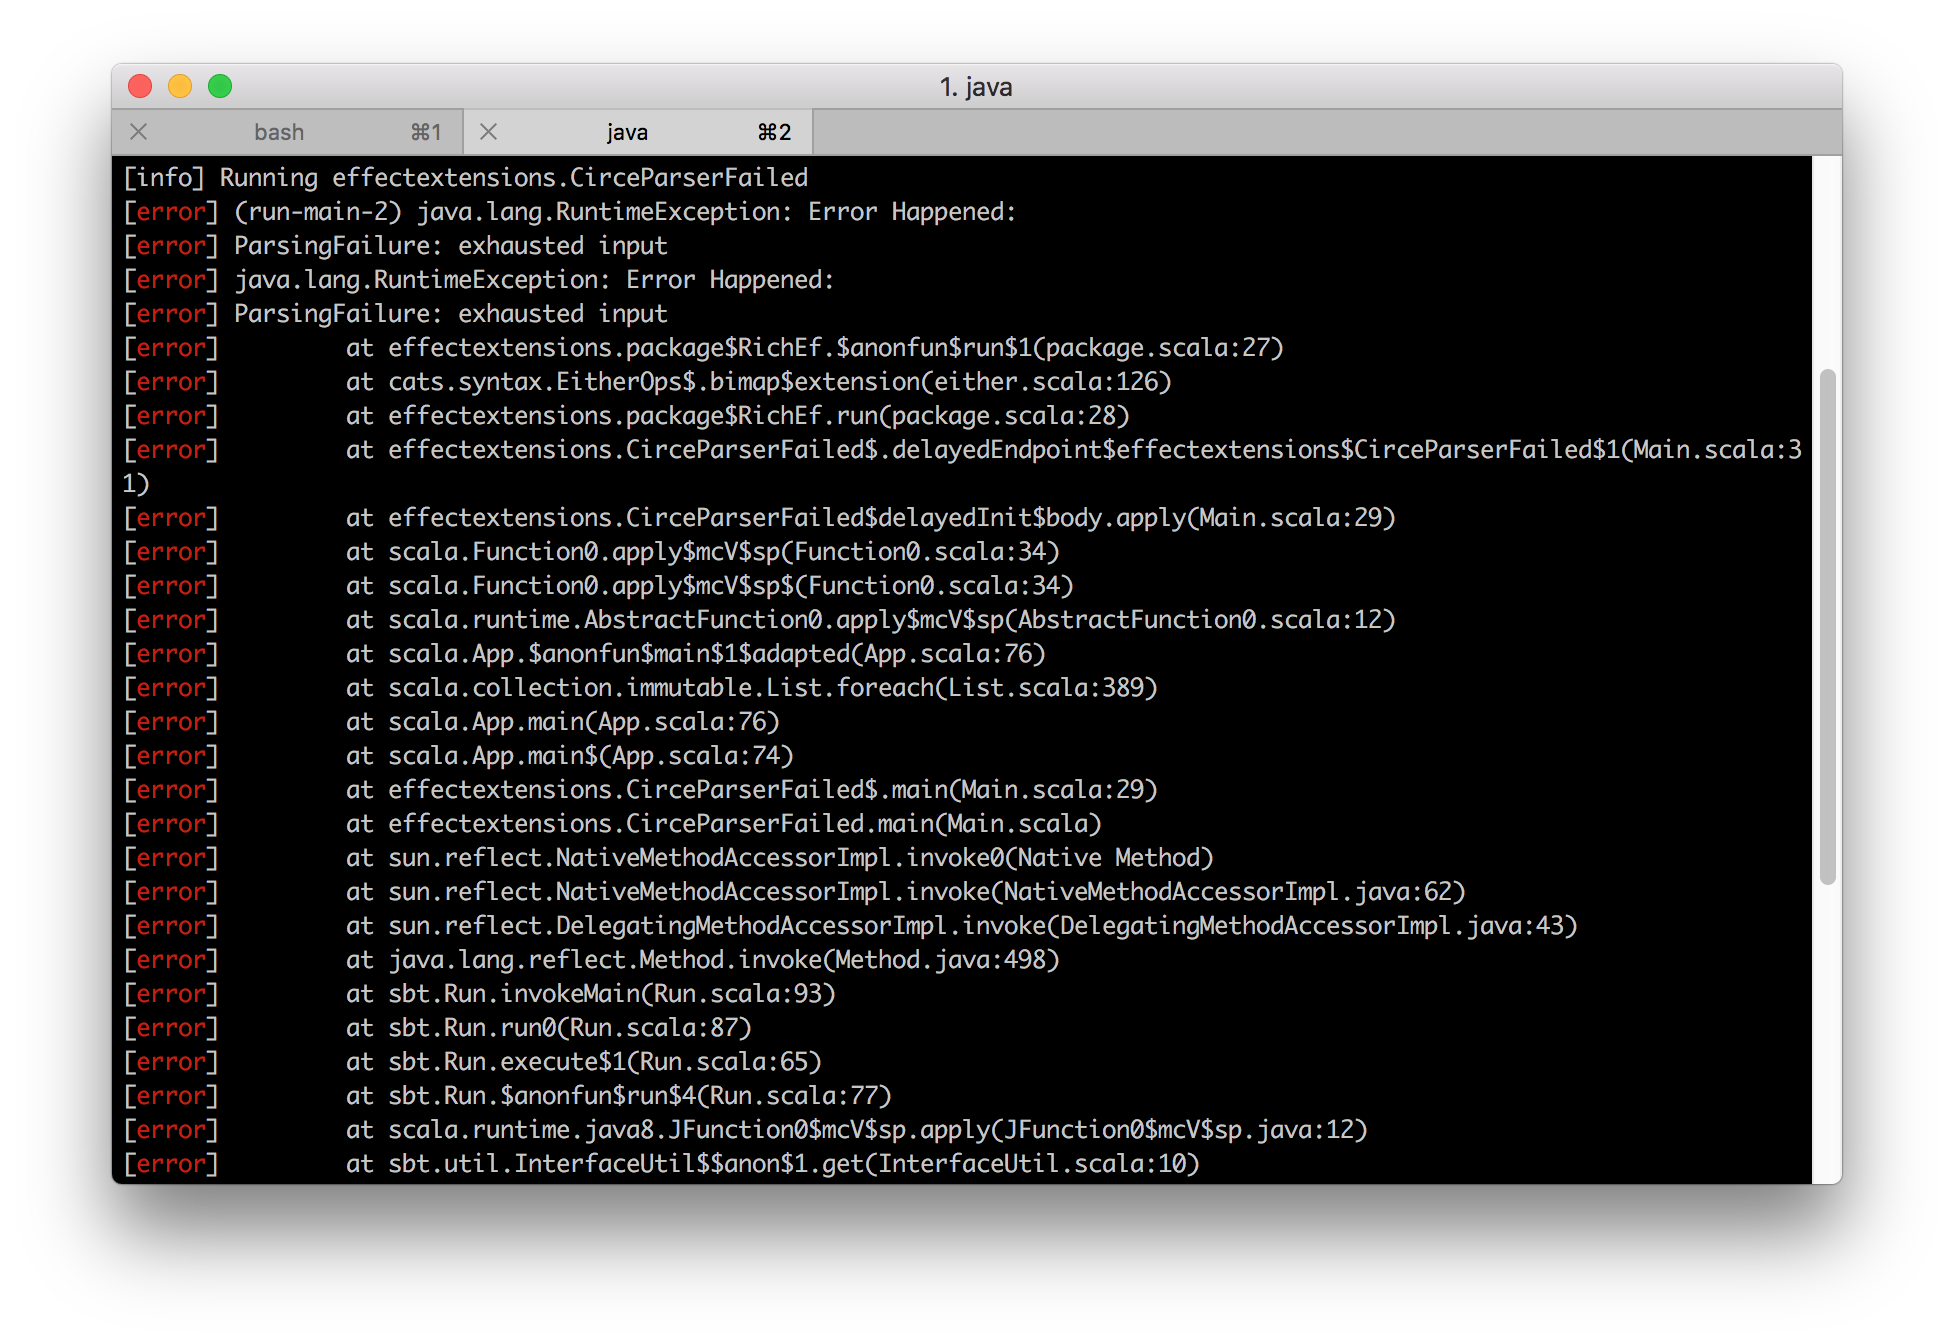 1. java
bash ⌘1 java ⌘2
[info] Running effectextensions.CirceParserFailed
[error] (run-main-2) java.lang.RuntimeException: Error Happened:
[error] ParsingFailure: exhausted input
[error] java.lang.RuntimeException: Error Happened:
[error] ParsingFailure: exhausted input
[error]         at effectextensions.package$RichEf.$anonfun$run$1(package.scala:27)
[error]         at cats.syntax.EitherOps$.bimap$extension(either.scala:126)
[error]         at effectextensions.package$RichEf.run(package.scala:28)
[error]         at effectextensions.CirceParserFailed$.delayedEndpoint$effectextensions$CirceParserFailed$1(Main.scala:3
1)
[error]         at effectextensions.CirceParserFailed$delayedInit$body.apply(Main.scala:29)
[error]         at scala.Function0.apply$mcV$sp(Function0.scala:34)
[error]         at scala.Function0.apply$mcV$sp$(Function0.scala:34)
[error]         at scala.runtime.AbstractFunction0.apply$mcV$sp(AbstractFunction0.scala:12)
[error]         at scala.App.$anonfun$main$1$adapted(App.scala:76)
[error]         at scala.collection.immutable.List.foreach(List.scala:389)
[error]         at scala.App.main(App.scala:76)
[error]         at scala.App.main$(App.scala:74)
[error]         at effectextensions.CirceParserFailed$.main(Main.scala:29)
[error]         at effectextensions.CirceParserFailed.main(Main.scala)
[error]         at sun.reflect.NativeMethodAccessorImpl.invoke0(Native Method)
[error]         at sun.reflect.NativeMethodAccessorImpl.invoke(NativeMethodAccessorImpl.java:62)
[error]         at sun.reflect.DelegatingMethodAccessorImpl.invoke(DelegatingMethodAccessorImpl.java:43)
[error]         at java.lang.reflect.Method.invoke(Method.java:498)
[error]         at sbt.Run.invokeMain(Run.scala:93)
[error]         at sbt.Run.run0(Run.scala:87)
[error]         at sbt.Run.execute$1(Run.scala:65)
[error]         at sbt.Run.$anonfun$run$4(Run.scala:77)
[error]         at scala.runtime.java8.JFunction0$mcV$sp.apply(JFunction0$mcV$sp.java:12)
[error]         at sbt.util.InterfaceUtil$$anon$1.get(InterfaceUtil.scala:10)